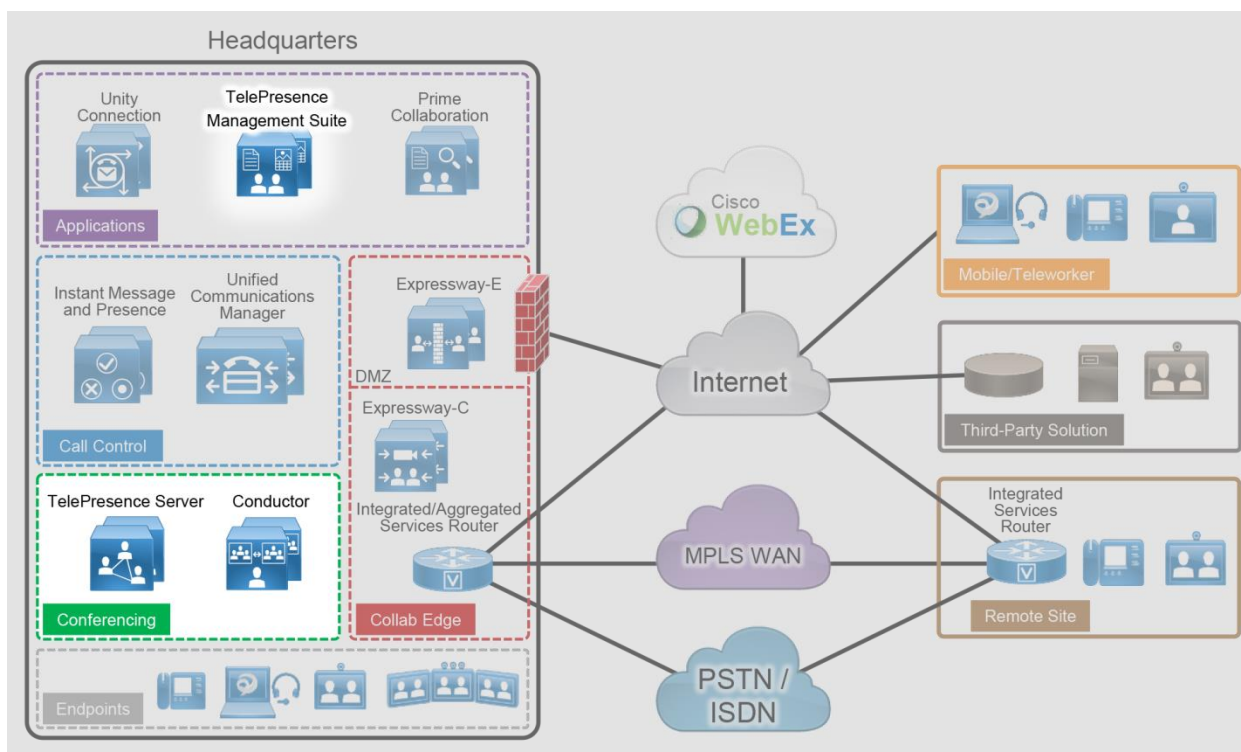 Headquarters
Unity
Connection
TelePresence
Management Suite
Prime
Collaboration
Applications
Instant Message
and Presence
Unified
Communications
Manager
Call Control
Expressway-E
DMZ
Expressway-C
Integrated/Aggregated
Services Router
V
Collab Edge
TelePresence Server
Conductor
Conferencing
Endpoints
Cisco
WebEx
Internet
MPLS WAN
PSTN /
ISDN
Mobile/Teleworker
Third-Party Solution
Integrated
Services
Router
V
Remote Site